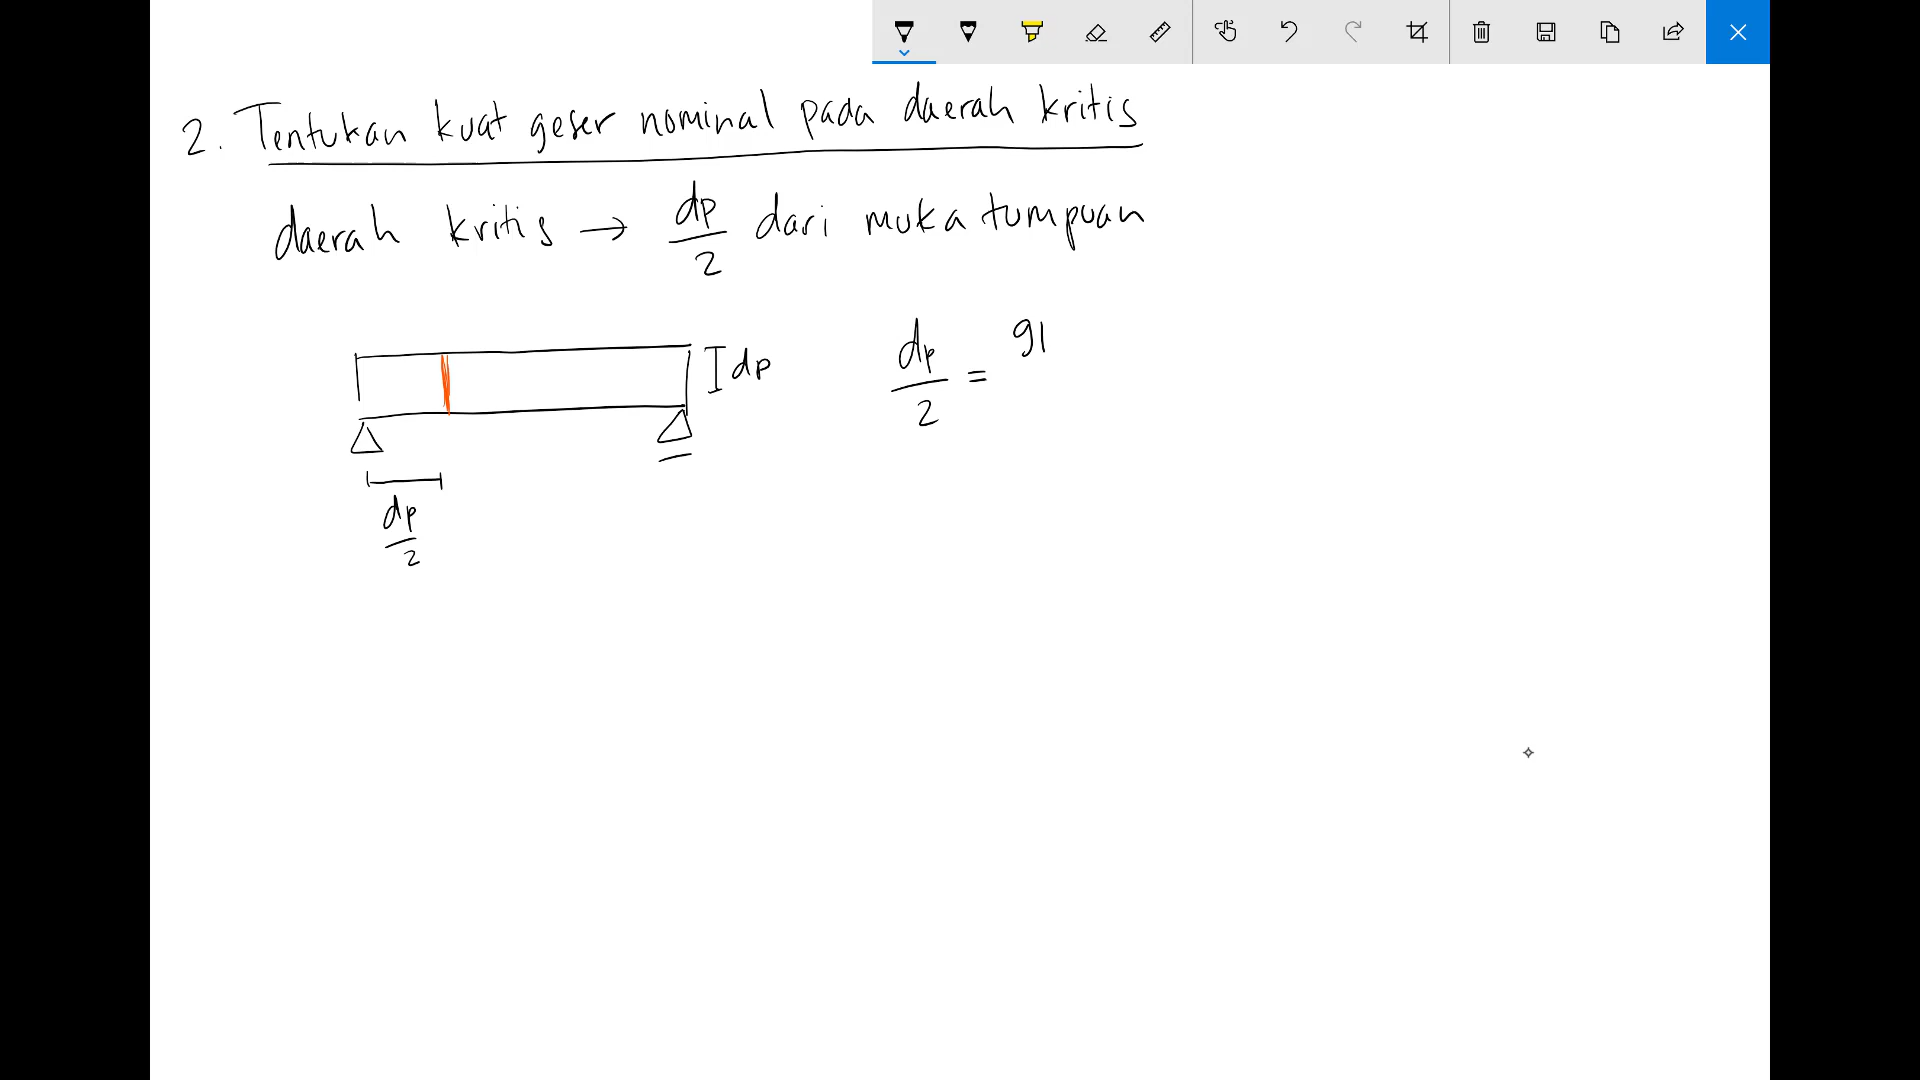 2. Tentukan kuat geser nominal pada daerah kritis
daerah kritis → dp/2 dari muka tumpuan
dp
dp/2 = 91
dp/2